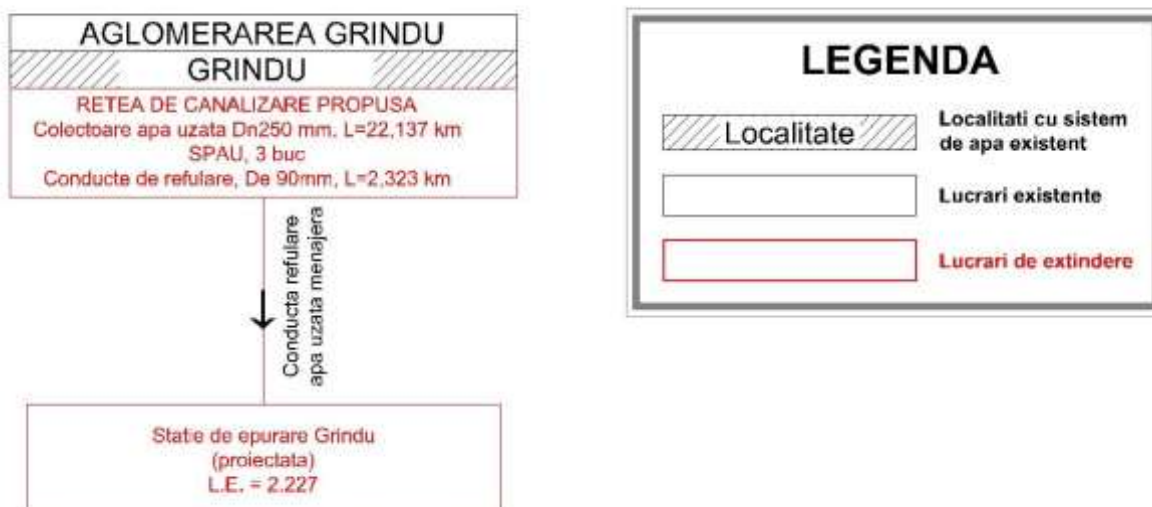 AGLOMERAREA GRINDU
GRINDU
RETEA DE CANALIZARE PROPUSA
Colectoare apa uzata Dn250 mm, L=22,137 km
SPAU, 3 buc
Conducte de refulare, De 90mm, L=2,323 km
Conducta refulare
apa uzata menajera
Statie de epurare Grindu
(proiectata)
L.E. = 2.227
LEGENDA
Localitate
Localitati cu sistem
de apa existent
Lucrari existente
Lucrari de extindere